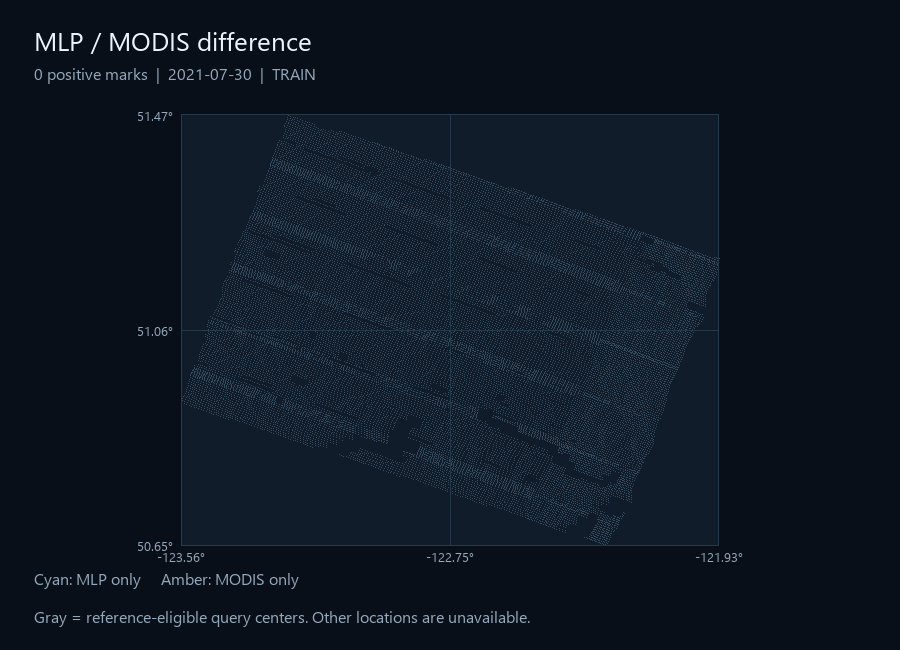 MLP / MODIS difference
0 positive marks | 2021-07-30 | TRAIN
51.47°
51.06°
50.65°
-123.56° -122.75° -121.93°
Cyan: MLP only Amber: MODIS only
Gray = reference-eligible query centers. Other locations are unavailable.